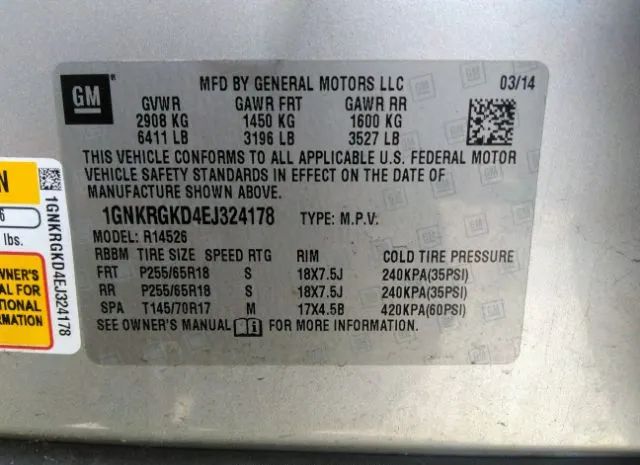 GM
MFD BY GENERAL MOTORS LLC 03/14
GVWR GAWR FRT GAWR RR
2908 KG 1450 KG 1600 KG
6411 LB 3196 LB 3527 LB
THIS VEHICLE CONFORMS TO ALL APPLICABLE U.S. FEDERAL MOTOR
VEHICLE SAFETY STANDARDS IN EFFECT ON THE DATE OF
MANUFACTURE SHOWN ABOVE.
1GNKRGKD4EJ324178 TYPE: M.P.V.
MODEL: R14526
RBBM TIRE SIZE SPEED RTG RIM COLD TIRE PRESSURE
FRT P255/65R18 S 18X7.5J 240KPA(35PSI)
RR P255/65R18 S 18X7.5J 240KPA(35PSI)
SPA T145/70R17 M 17X4.5B 420KPA(60PSI)
SEE OWNER'S MANUAL FOR MORE INFORMATION.
N
6
lbs.
OWNER'S
FOR
TIONAL
RMATION
1GNKRGKD4EJ324178